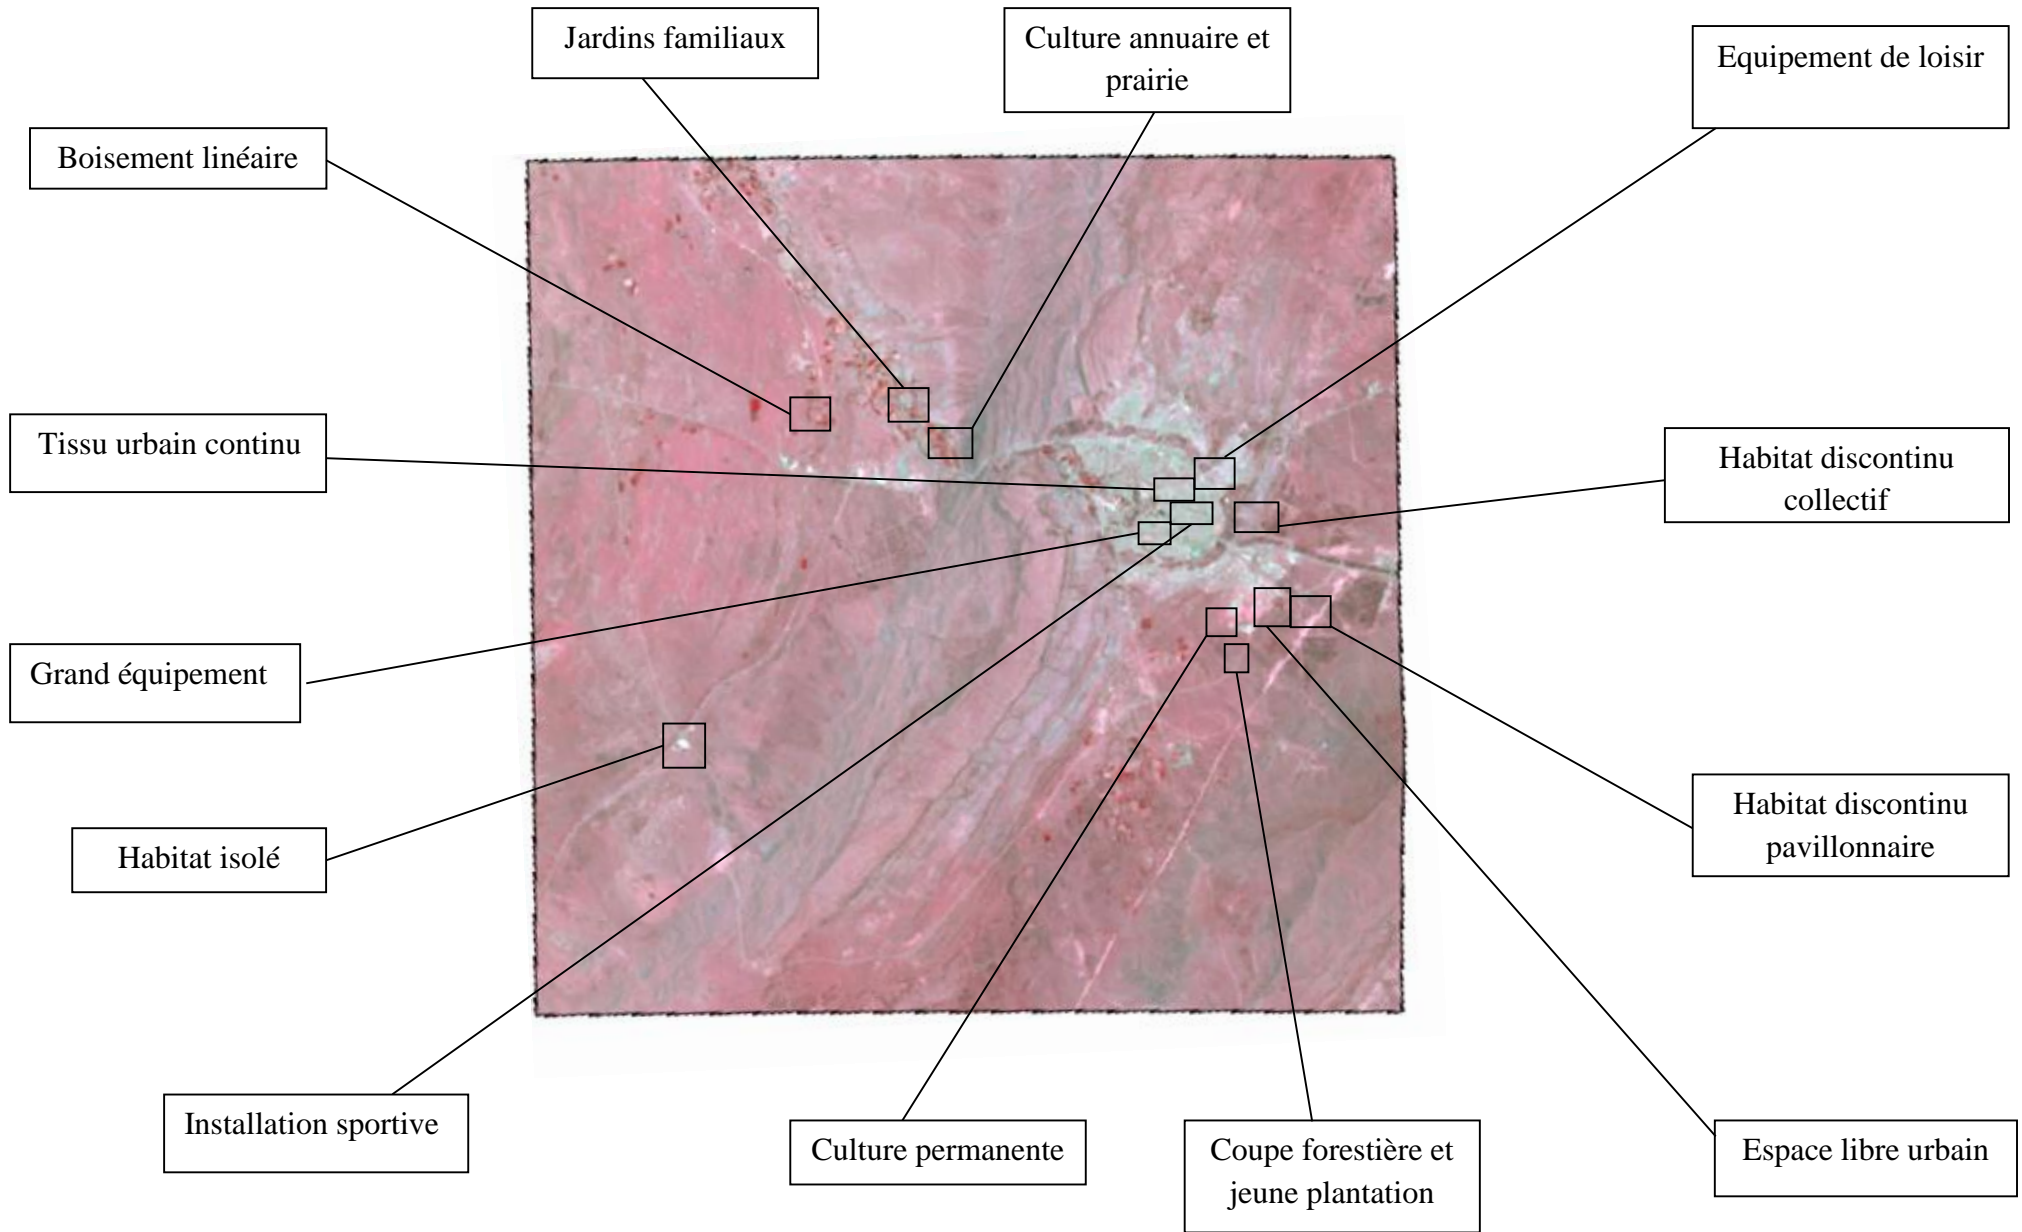 Jardins familiaux
Culture annuaire et
prairie
Equipement de loisir
Boisement linéaire
Tissu urbain continu
Habitat discontinu
collectif
Grand équipement
Habitat isolé
Habitat discontinu
pavillonnaire
Installation sportive
Culture permanente
Coupe forestière et
jeune plantation
Espace libre urbain